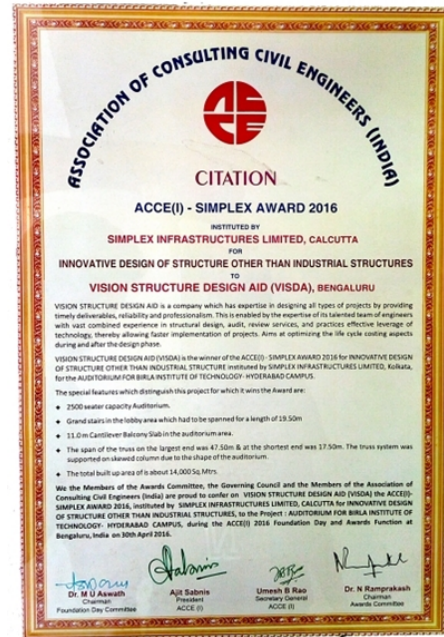 ASSOCIATION OF CONSULTING CIVIL ENGINEERS (INDIA)
ACCE
CITATION
ACCE(I) - SIMPLEX AWARD 2016
INSTITUTED BY
SIMPLEX INFRASTRUCTURES LIMITED, CALCUTTA
FOR
INNOVATIVE DESIGN OF STRUCTURE OTHER THAN INDUSTRIAL STRUCTURES
TO
VISION STRUCTURE DESIGN AID (VISDA), BENGALURU
VISION STRUCTURE DESIGN AID is a company which has expertise in designing all types of projects by providing
timely deliverables, reliability and professionalism. This is enabled by the expertise of its talented team of engineers
with vast combined experience in structural design, audit, review services, and practices effective leverage of
technology, thereby allowing faster implementation of projects. Aims at optimizing the life cycle costing aspects
during and after the design phase.
VISION STRUCTURE DESIGN AID (VISDA) is the winner of the ACCE(I) - SIMPLEX AWARD 2016 for INNOVATIVE DESIGN
OF STRUCTURE OTHER THAN INDUSTRIAL STRUCTURE instituted by SIMPLEX INFRASTRUCTURES LIMITED, Kolkata,
for the AUDITORIUM FOR BIRLA INSTITUTE OF TECHNOLOGY- HYDERABAD CAMPUS.
The special features which distinguish this project for which it wins the Award are:
◆ 2500 seater capacity Auditorium.
◆ Grand stairs in the lobby area which had to be spanned for a length of 19.50m
◆ 11.0 m Cantilever Balcony Slab in the auditorium area.
◆ The span of the truss on the largest end was 47.50m & at the shortest end was 17.50m. The truss system was
supported on skewed column due to the shape of the auditorium.
◆ The total built up area is of about 14,000 Sq.Mtrs.
We the Members of the Awards Committee, the Governing Council and the Members of the Association of
Consulting Civil Engineers (India) are proud to confer on VISION STRUCTURE DESIGN AID (VISDA) the ACCE(I)-
SIMPLEX AWARD 2016, instituted by SIMPLEX INFRASTRUCTURES LIMITED, CALCUTTA for INNOVATIVE DESIGN
OF STRUCTURE OTHER THAN INDUSTRIAL STRUCTURES, to the Project : AUDITORIUM FOR BIRLA INSTITUTE OF
TECHNOLOGY- HYDERABAD CAMPUS, during the ACCE(I) 2016 Foundation Day and Awards Function at
Bengaluru, India on 30th April 2016.
Dr. M U Aswath Ajit Sabnis Umesh B Rao Dr. N Ramprakash
Chairman President Secretary General Chairman
Foundation Day Committee ACCE (I) ACCE (I) Awards Committee